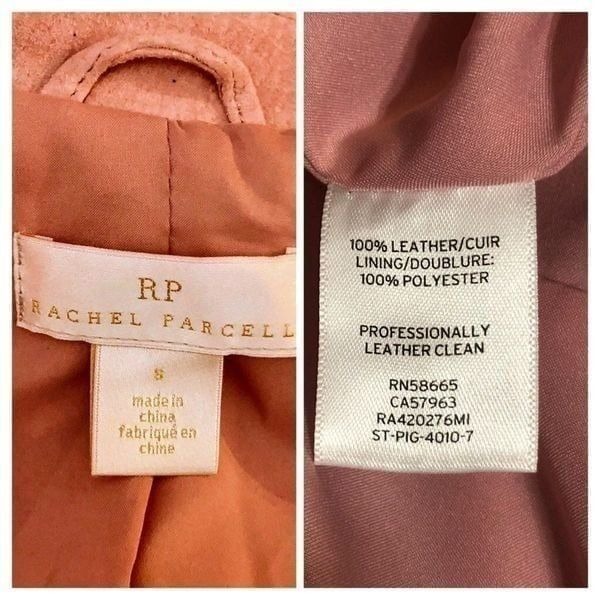 RP
RACHEL PARCELL
S
made in
china
fabriqué en
chine
100% LEATHER/CUIR
LINING/DOUBLURE:
100% POLYESTER
PROFESSIONALLY
LEATHER CLEAN
RN58665
CA57963
RA420276MI
ST-PIG-4010-7